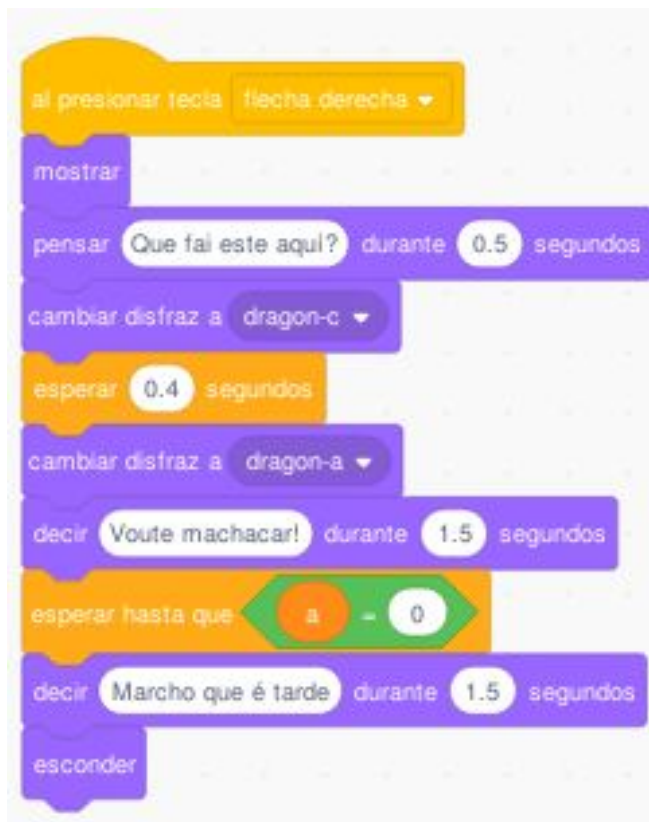 al presionar tecla flecha derecha
mostrar
pensar Que fai este aquí? durante 0.5 segundos
cambiar disfraz a dragon-c
esperar 0.4 segundos
cambiar disfraz a dragon-a
decir Voute machacar! durante 1.5 segundos
esperar hasta que a = 0
decir Marcho que é tarde durante 1.5 segundos
esconder